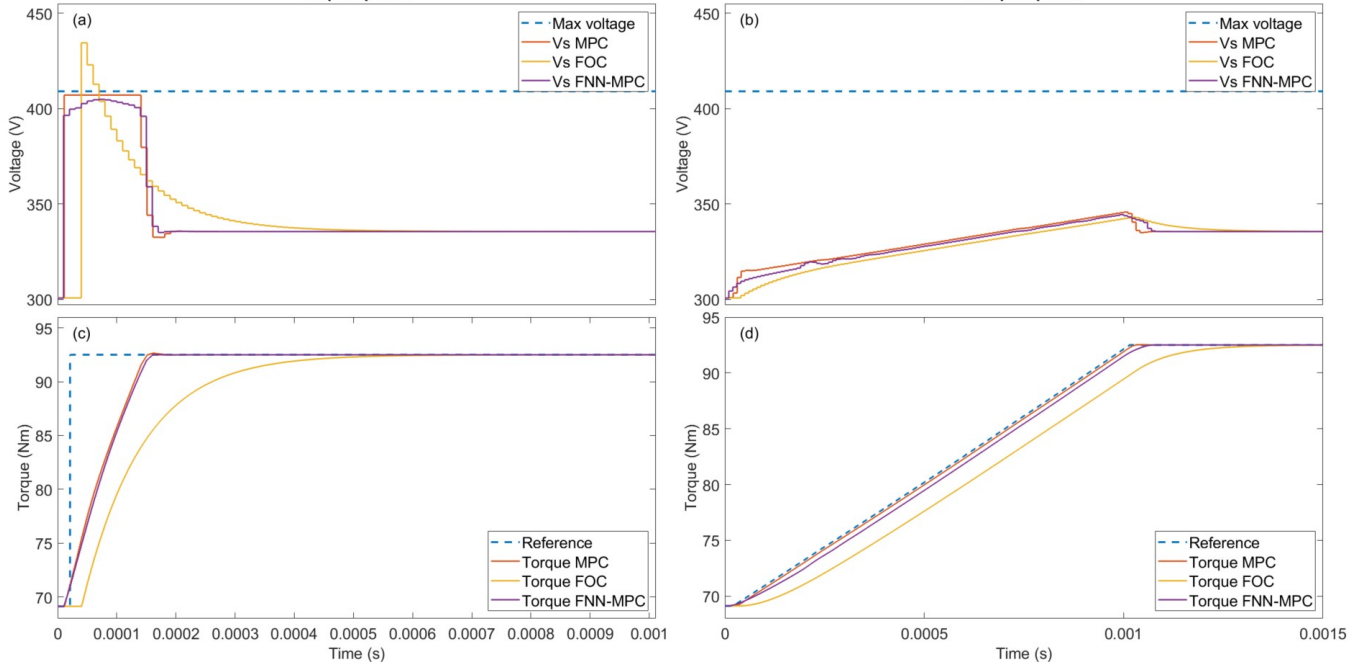 (a)
450
400
350
300
Voltage (V)
Max voltage
Vs MPC
Vs FOC
Vs FNN-MPC
(b)
450
400
350
300
Voltage (V)
Max voltage
Vs MPC
Vs FOC
Vs FNN-MPC
(c)
95
90
85
80
75
70
Torque (Nm)
Reference
Torque MPC
Torque FOC
Torque FNN-MPC
0 0.0001 0.0002 0.0003 0.0004 0.0005 0.0006 0.0007 0.0008 0.0009 0.001
Time (s)
(d)
95
90
85
80
75
70
Torque (Nm)
Reference
Torque MPC
Torque FOC
Torque FNN-MPC
0 0.0005 0.001 0.0015
Time (s)